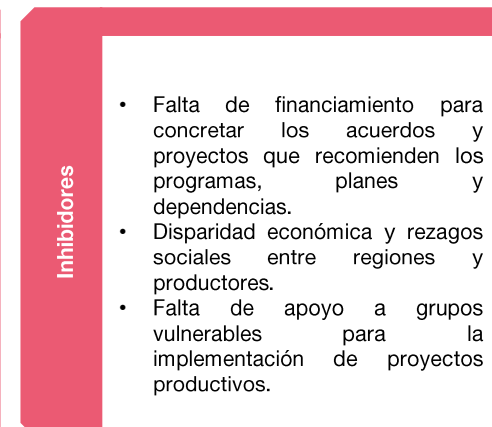 Inhibidores
• Falta de financiamiento para
concretar los acuerdos y
proyectos que recomienden los
programas, planes y
dependencias.
• Disparidad económica y rezagos
sociales entre regiones y
productores.
• Falta de apoyo a grupos
vulnerables para la
implementación de proyectos
productivos.